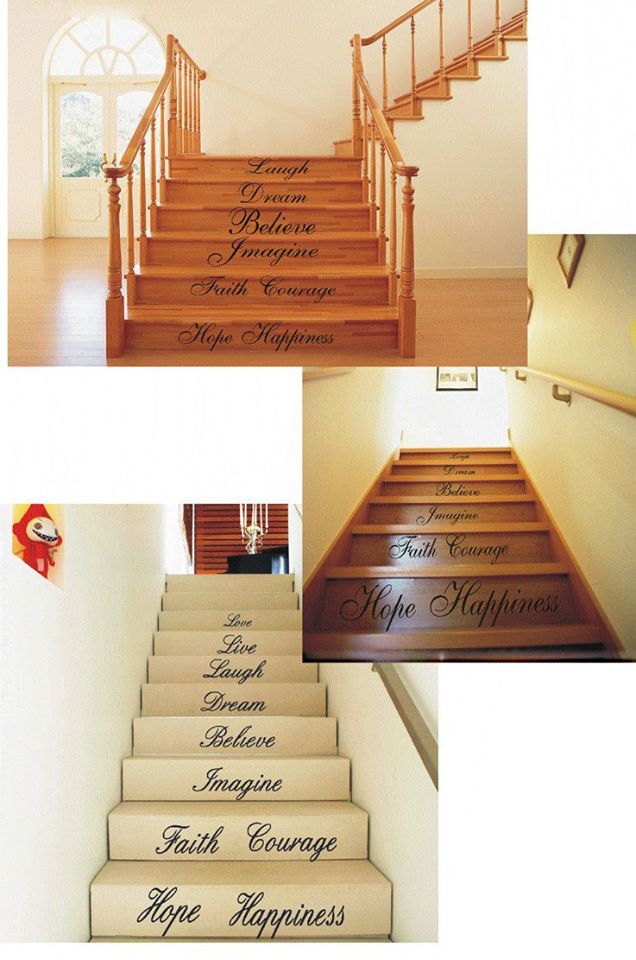 Laugh
Dream
Believe
Imagine
Faith Courage
Hope Happiness
Laugh
Dream
Believe
Imagine
Faith Courage
Hope Happiness
Love
Live
Laugh
Dream
Believe
Imagine
Faith Courage
Hope Happiness